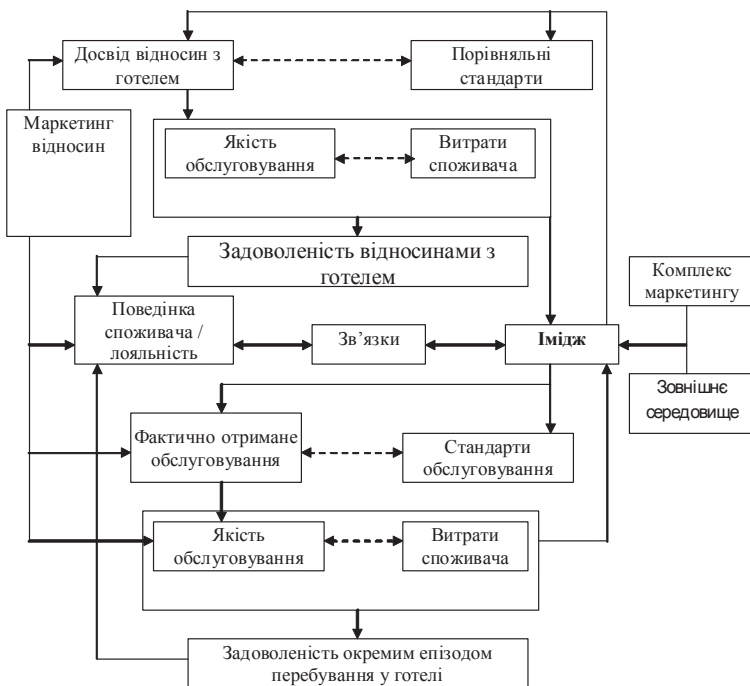 Досвід відносин з
готелем
Порівняльні
стандарти
Маркетинг
відносин
Якість
обслуговування
Витрати
споживача
Задоволеність відносинами з
готелем
Комплекс
маркетингу
Поведінка
споживача /
лояльність
Зв’язки
Імідж
Зовнішнє
середовище
Фактично отримане
обслуговування
Стандарти
обслуговування
Якість
обслуговування
Витрати
споживача
Задоволеність окремим епізодом
перебування у готелі